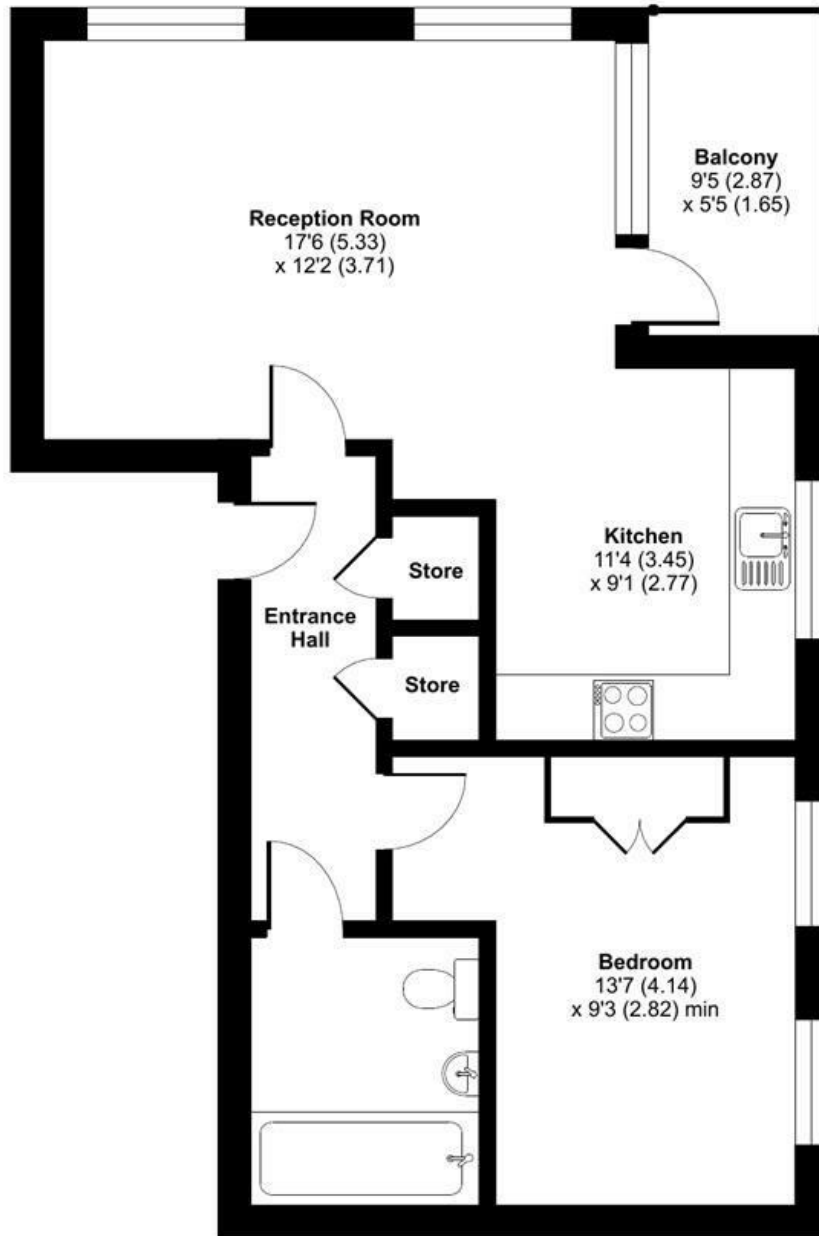 Balcony
9'5 (2.87)
x 5'5 (1.65)
Reception Room
17'6 (5.33)
x 12'2 (3.71)
Kitchen
11'4 (3.45)
x 9'1 (2.77)
Store
Entrance
Hall
Store
Bedroom
13'7 (4.14)
x 9'3 (2.82) min